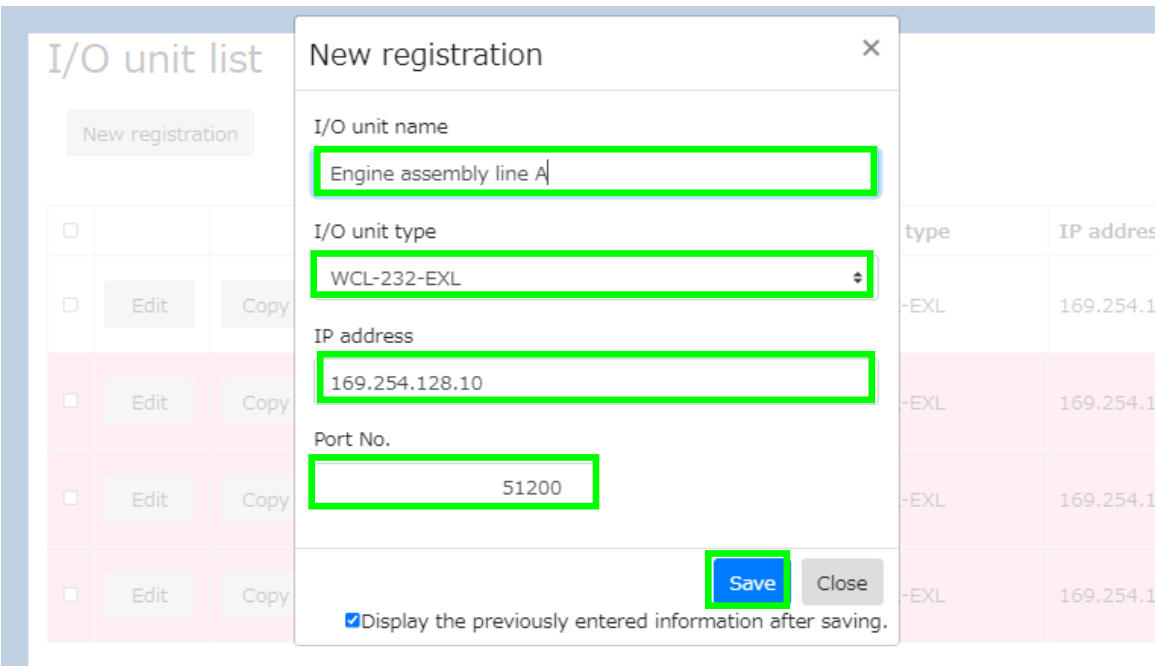 I/O unit list
New registration ×
New registration
I/O unit name
Engine assembly line A
I/O unit type
type IP addres
WCL-232-EXL
Edit Copy -EXL 169.254.1
IP address
169.254.128.10
Edit Copy -EXL 169.254.1
Port No.
51200
Edit Copy -EXL 169.254.1
Save Close
Edit Copy -EXL 169.254.1
Display the previously entered information after saving.